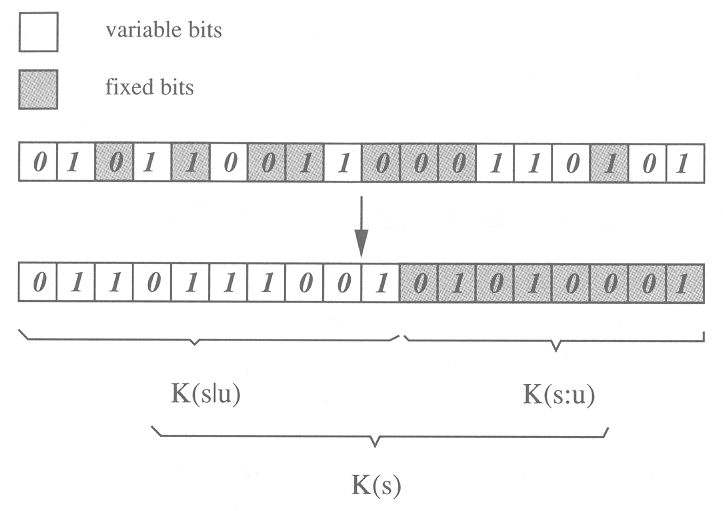 variable bits
fixed bits
0 1 0 1 1 0 0 1 1 0 0 0 1 1 0 1 0 1
0 1 1 0 1 1 1 0 0 1 0 1 0 1 0 0 0 1
K(s|u) K(s:u)
K(s)